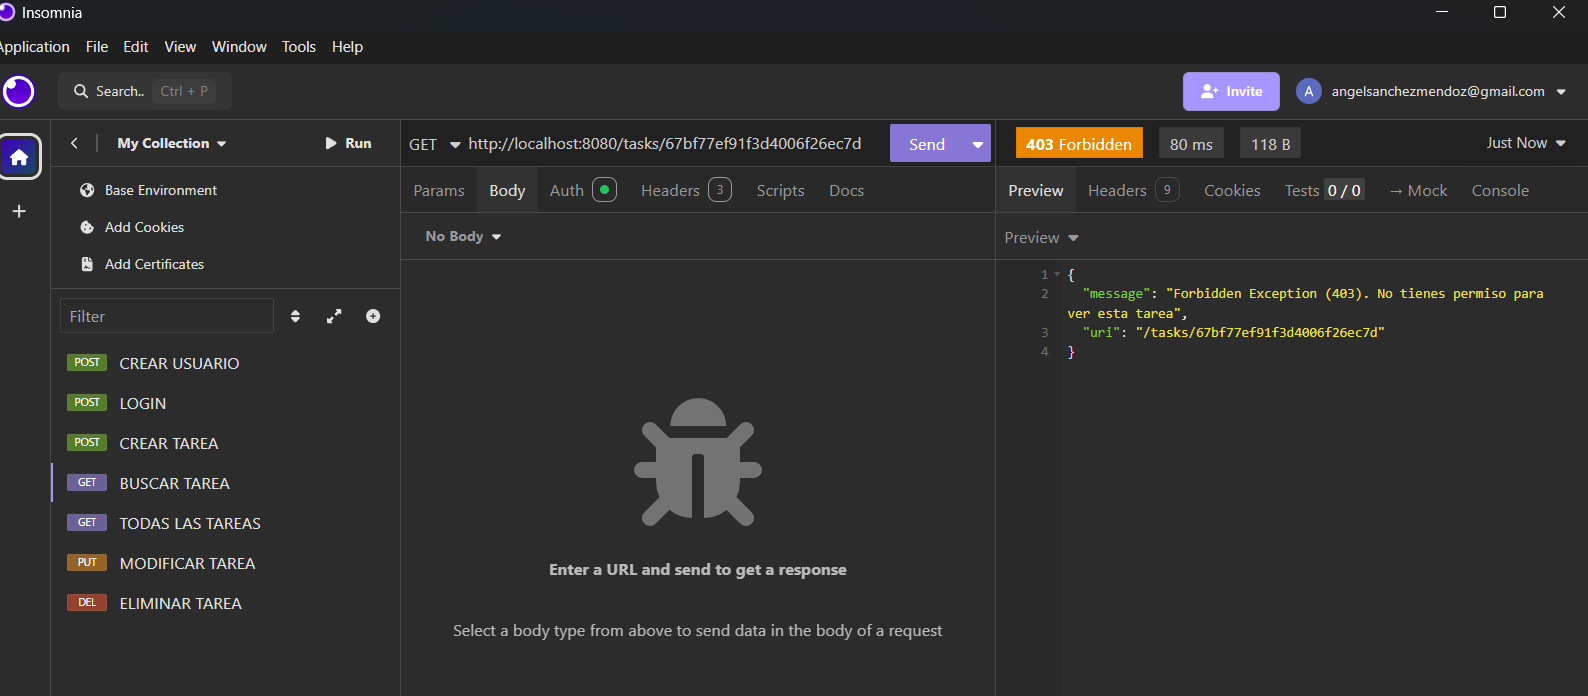 Insomnia
Application File Edit View Window Tools Help
Search.. Ctrl + P
Invite
A angelsanchezmendoz@gmail.com
My Collection
Run
GET http://localhost:8080/tasks/67bf77ef91f3d4006f26ec7d
Send
403 Forbidden
80 ms
118 B
Just Now
Base Environment
Add Cookies
Add Certificates
Filter
POST CREAR USUARIO
POST LOGIN
POST CREAR TAREA
GET BUSCAR TAREA
GET TODAS LAS TAREAS
PUT MODIFICAR TAREA
DEL ELIMINAR TAREA
Params Body Auth Headers 3 Scripts Docs
No Body
Enter a URL and send to get a response
Select a body type from above to send data in the body of a request
Preview Headers 9 Cookies Tests 0 / 0 → Mock Console
Preview
1 {
2 "message": "Forbidden Exception (403). No tienes permiso para
ver esta tarea",
3 "uri": "/tasks/67bf77ef91f3d4006f26ec7d"
4 }